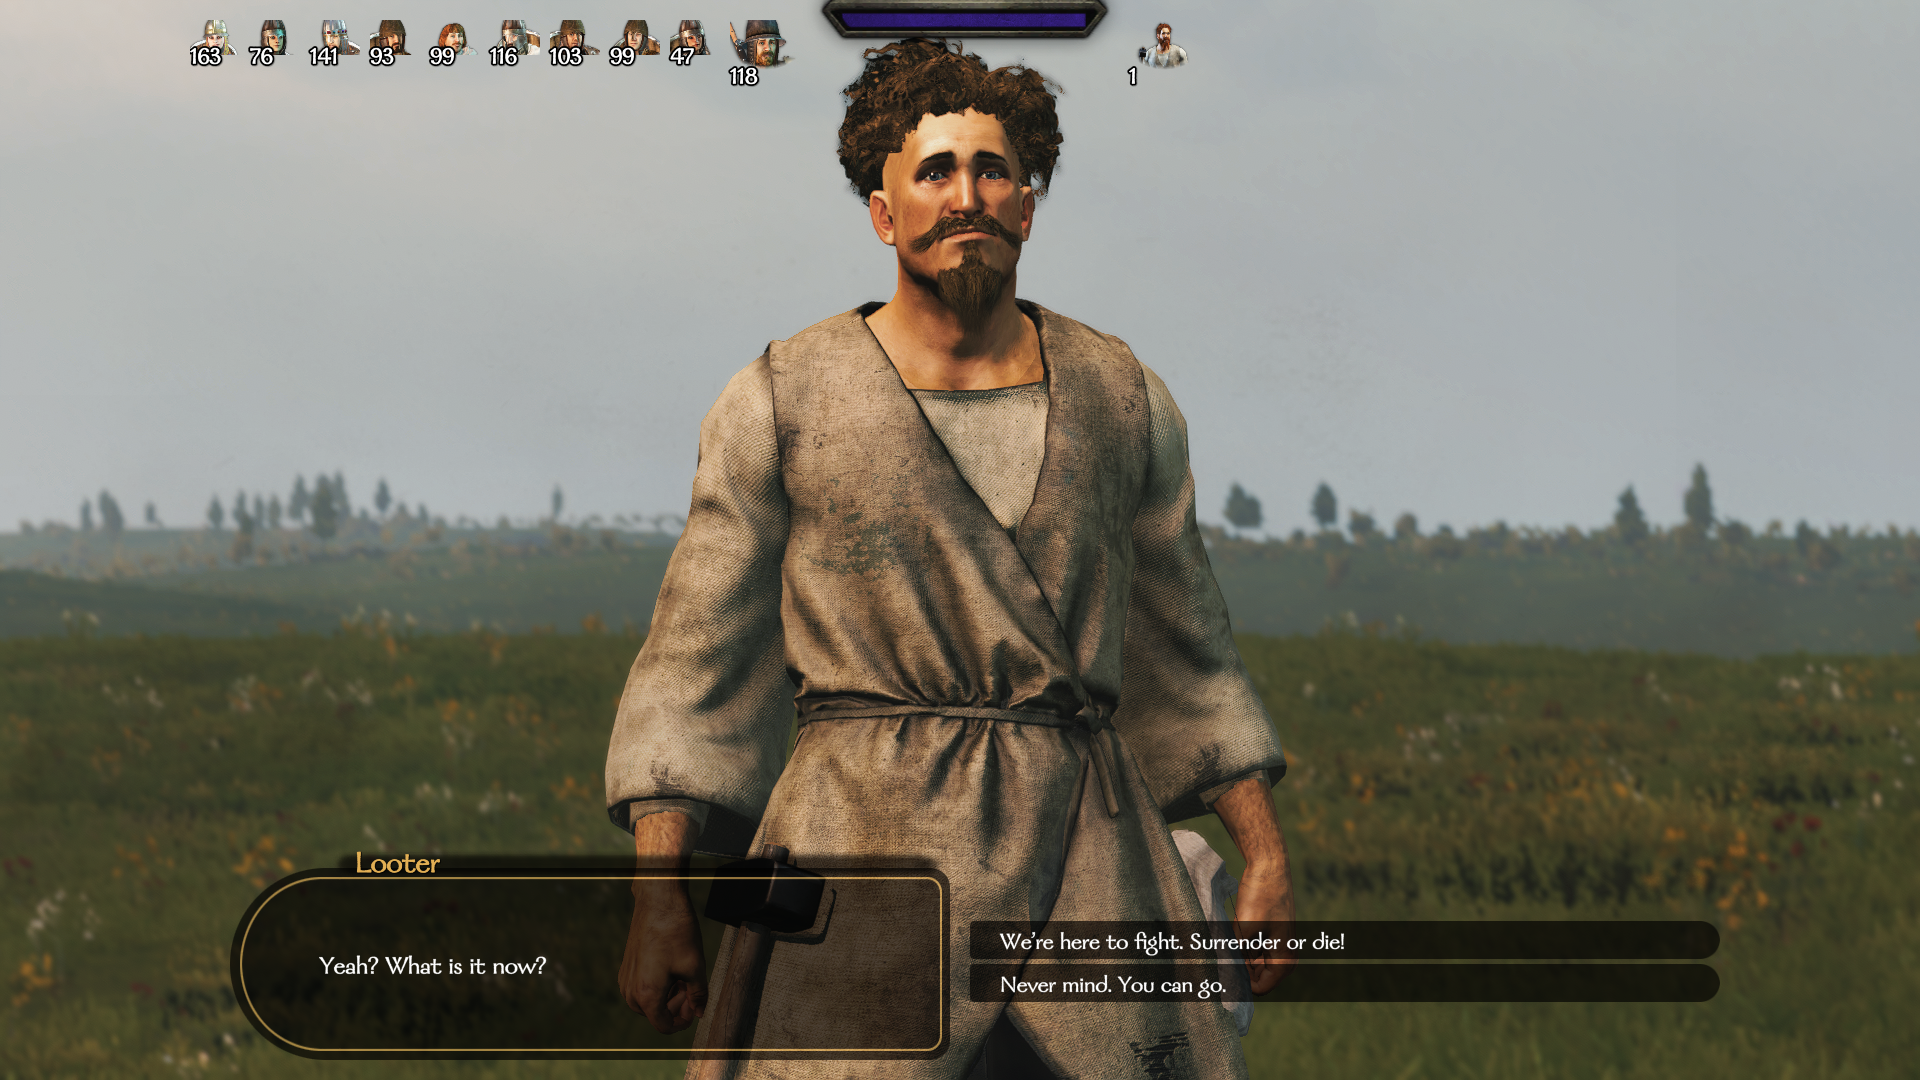 163 76 141 93 99 116 103 99 47 118 1
Looter
Yeah? What is it now?
We're here to fight. Surrender or die!
Never mind. You can go.